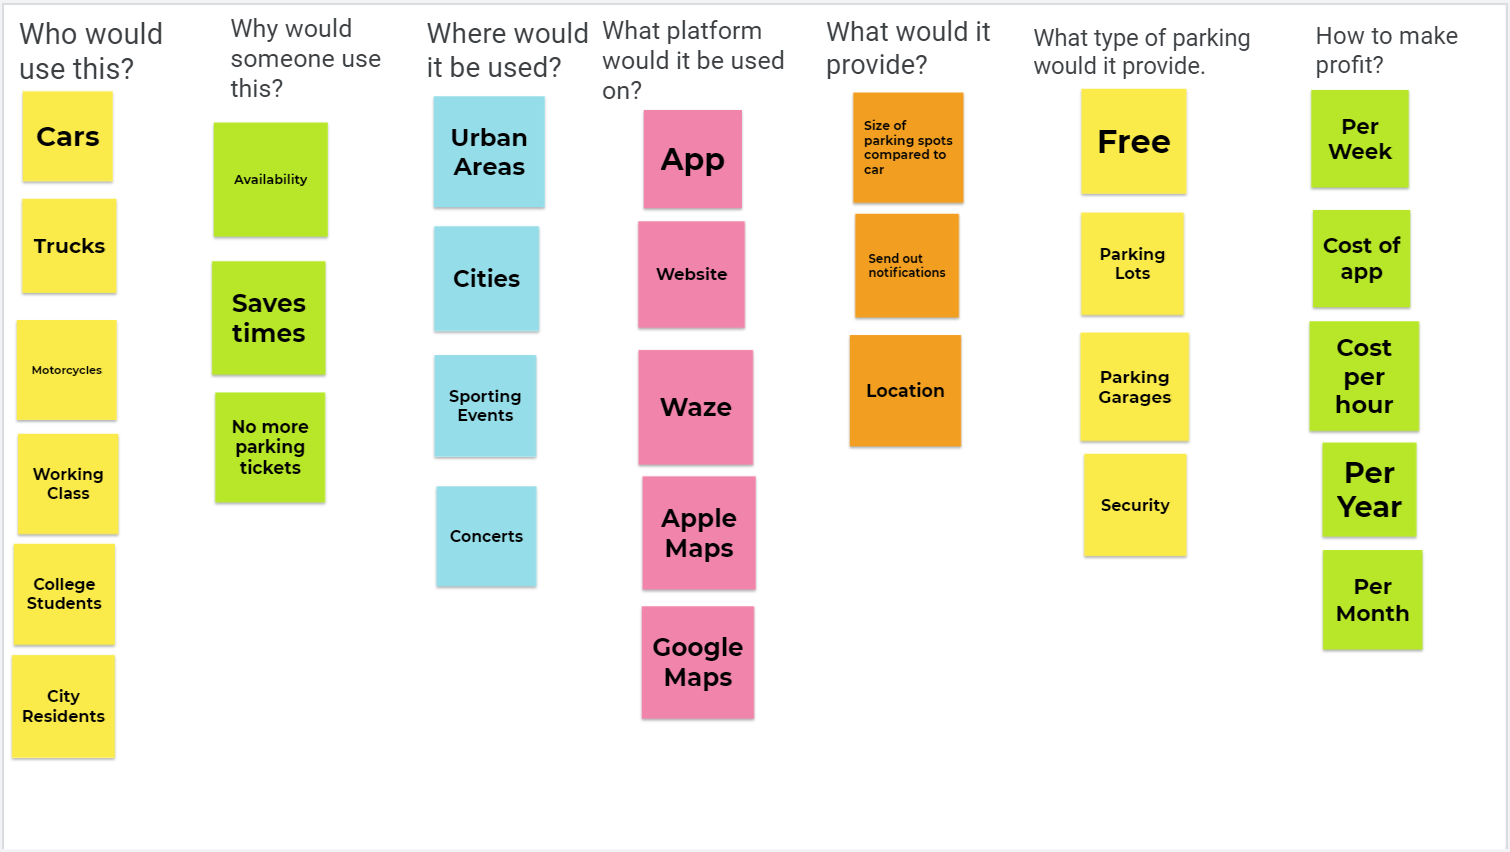 Who would
use this?
Cars
Trucks
Motorcycles
Working
Class
College
Students
City
Residents
Why would
someone use
this?
Availability
Saves
times
No more
parking
tickets
Where would
it be used?
Urban
Areas
Cities
Sporting
Events
Concerts
What platform
would it be used
on?
App
Website
Waze
Apple
Maps
Google
Maps
What would it
provide?
Size of
parking spots
compared to
car
Send out
notifications
Location
What type of parking
would it provide.
Free
Parking
Lots
Parking
Garages
Security
How to make
profit?
Per
Week
Cost of
app
Cost
per
hour
Per
Year
Per
Month